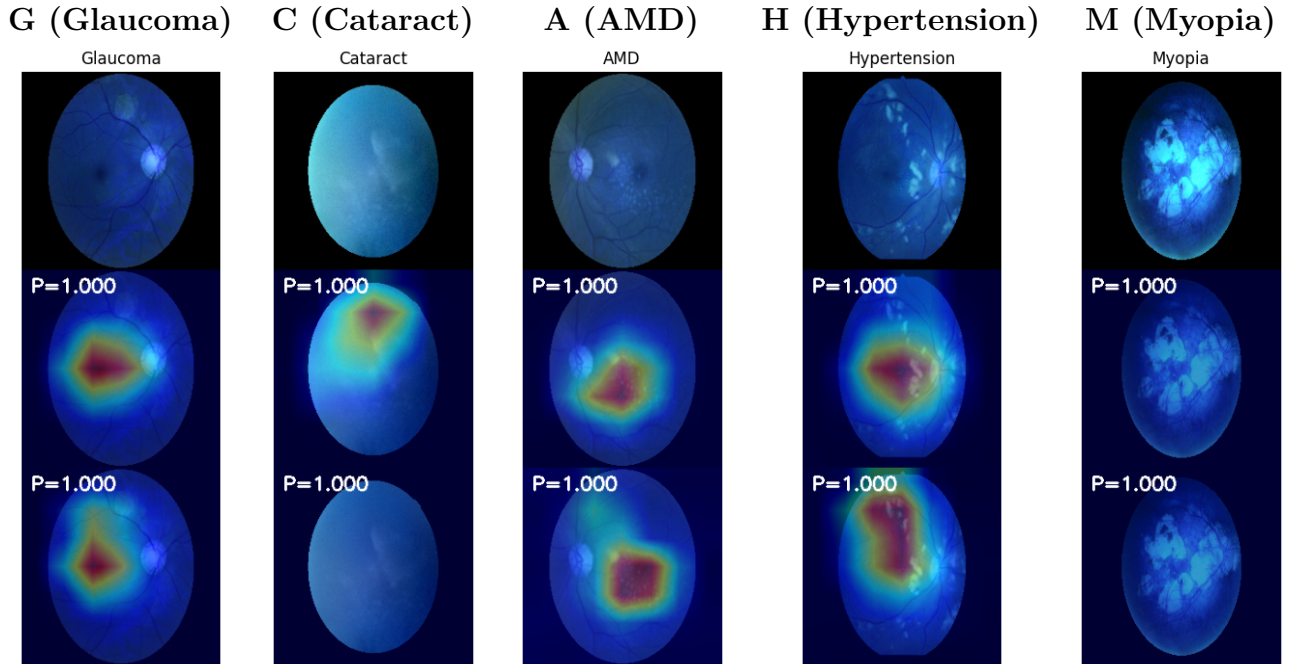 G (Glaucoma) C (Cataract) A (AMD) H (Hypertension) M (Myopia)
Glaucoma Cataract AMD Hypertension Myopia
P=1.000 P=1.000 P=1.000 P=1.000 P=1.000
P=1.000 P=1.000 P=1.000 P=1.000 P=1.000